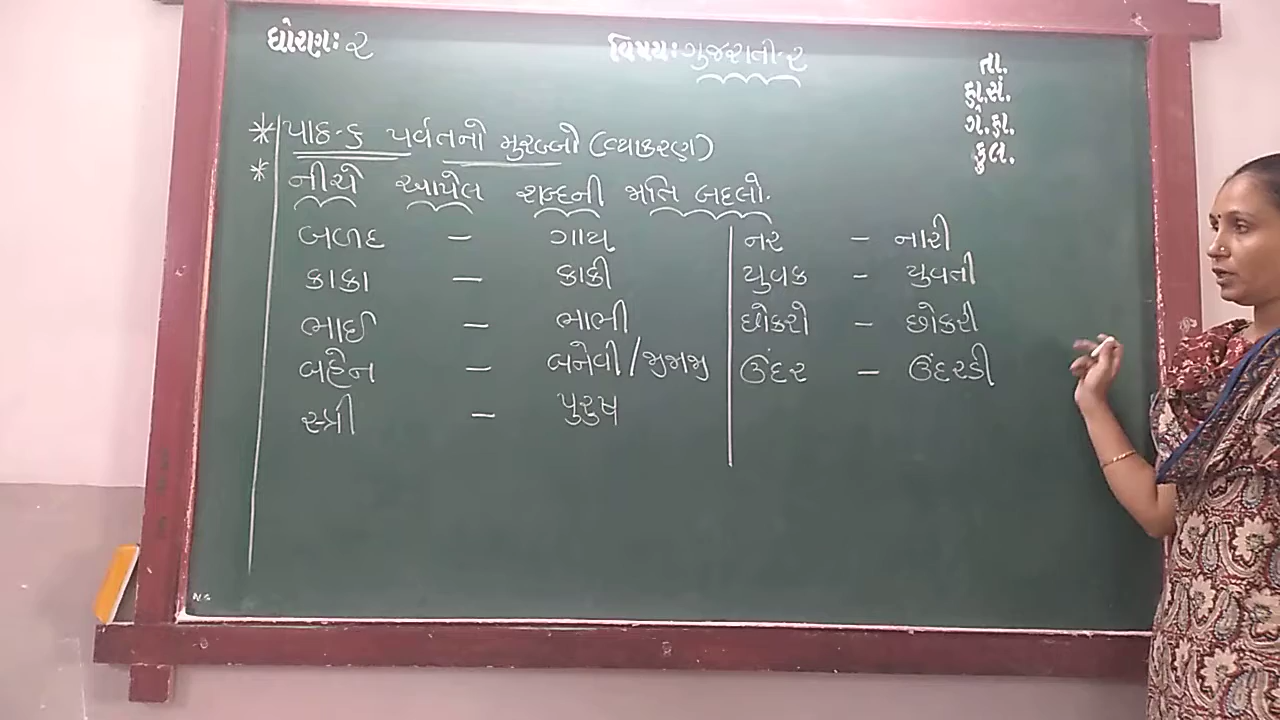 ધોરણ: ૨
વિષય: ગુજરાતી-૨
તા.
હા.સં.
ગે.હા.
કુલ.
* પાઠ-૬ પર્વતનો મુરબ્બો (વ્યાકરણ)
* નીચે આપેલ શબ્દની જાતિ બદલો.
બળદ – ગાય
કાકા – કાકી
ભાઈ – ભાભી
બહેન – બનેવી/જીજાજી
સ્ત્રી – પુરુષ
નર – નારી
યુવક – યુવતી
છોકરો – છોકરી
ઉંદર – ઉંદરડી